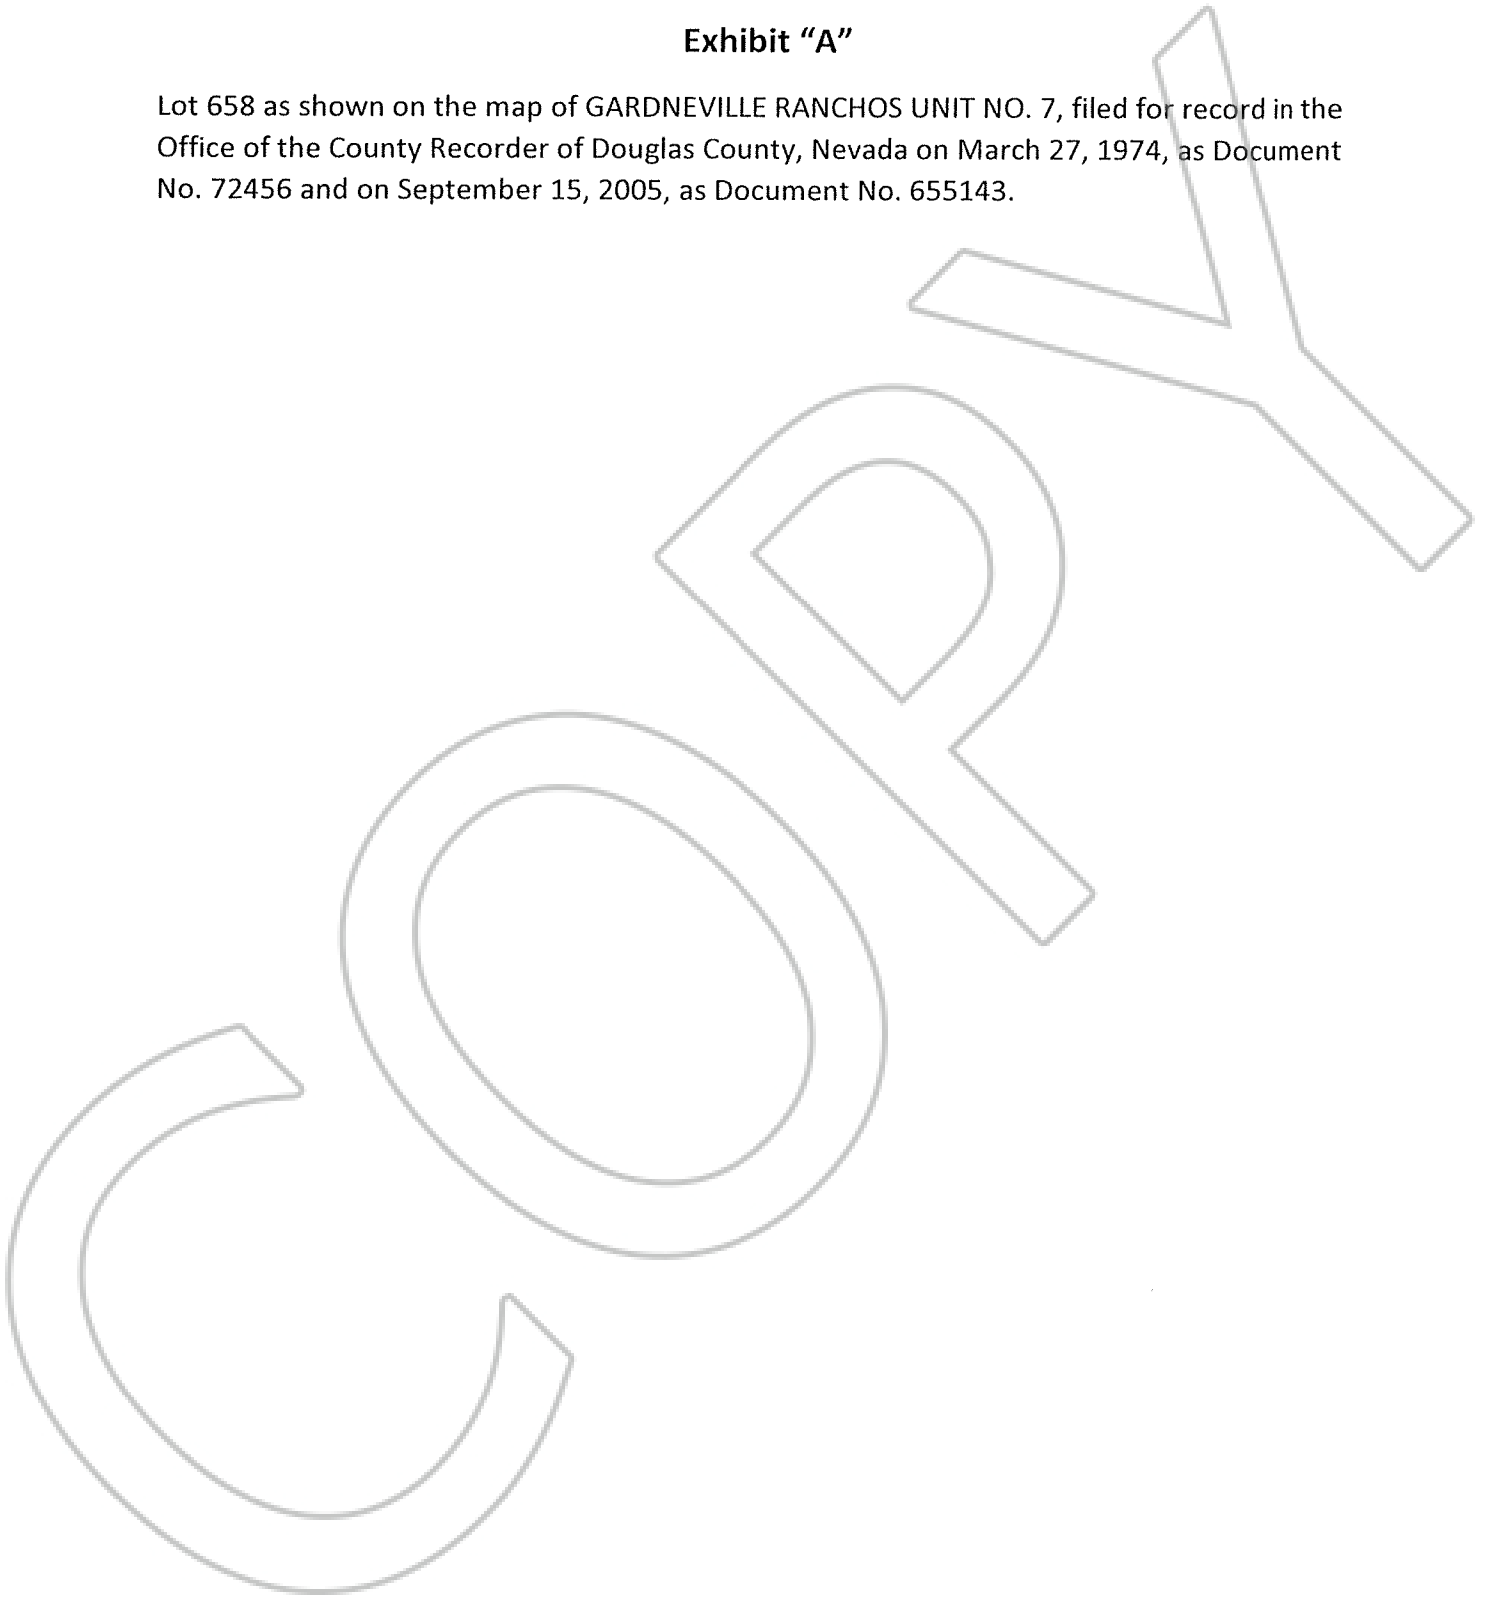 Exhibit “A”
Lot 658 as shown on the map of GARDNEVILLE RANCHOS UNIT NO. 7, filed for record in the
Office of the County Recorder of Douglas County, Nevada on March 27, 1974, as Document
No. 72456 and on September 15, 2005, as Document No. 655143.
COPY